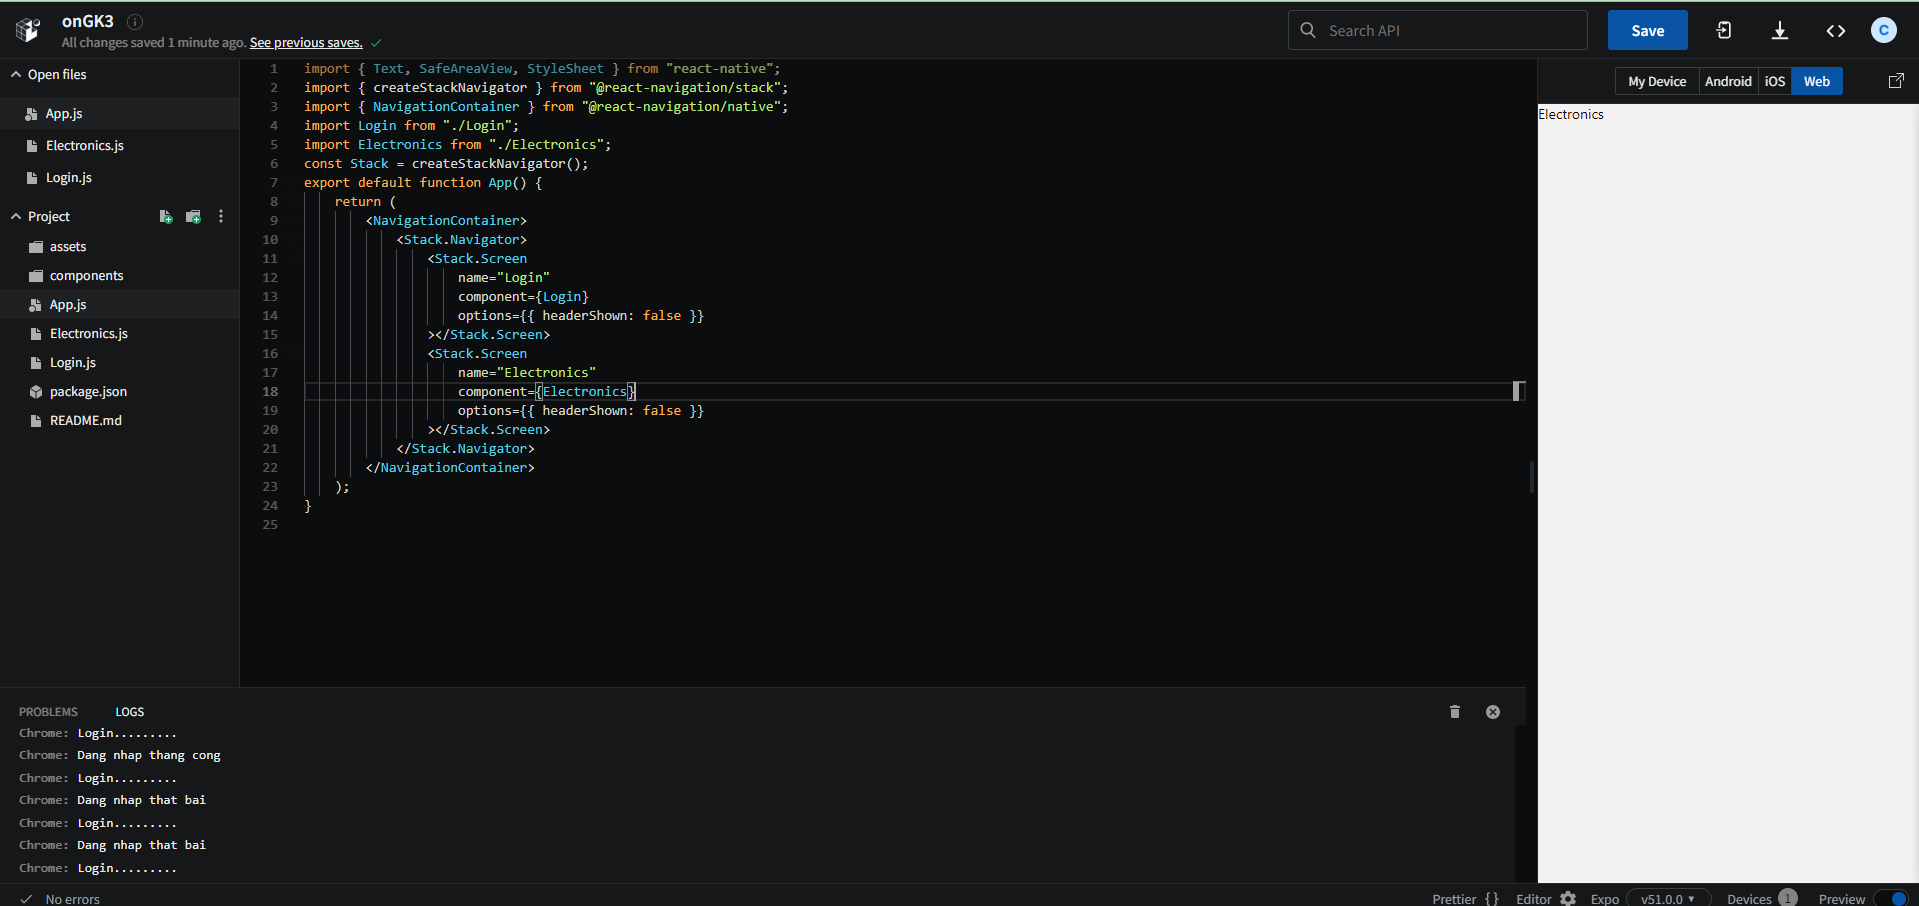 onGK3
All changes saved 1 minute ago. See previous saves.
Search API
Save
C
Open files
App.js
Electronics.js
Login.js
Project
assets
components
App.js
Electronics.js
Login.js
package.json
README.md
1 import { Text, SafeAreaView, StyleSheet } from "react-native";
2 import { createStackNavigator } from "@react-navigation/stack";
3 import { NavigationContainer } from "@react-navigation/native";
4 import Login from "./Login";
5 import Electronics from "./Electronics";
6 const Stack = createStackNavigator();
7 export default function App() {
8 return (
9 <NavigationContainer>
10 <Stack.Navigator>
11 <Stack.Screen
12 name="Login"
13 component={Login}
14 options={{ headerShown: false }}
15 ></Stack.Screen>
16 <Stack.Screen
17 name="Electronics"
18 component={Electronics}
19 options={{ headerShown: false }}
20 ></Stack.Screen>
21 </Stack.Navigator>
22 </NavigationContainer>
23 );
24 }
25
My Device Android iOS Web
Electronics
PROBLEMS LOGS
Chrome: Login.........
Chrome: Dang nhap thang cong
Chrome: Login.........
Chrome: Dang nhap that bai
Chrome: Login.........
Chrome: Dang nhap that bai
Chrome: Login.........
No errors
Prettier {} Editor Expo v51.0.0 Devices 1 Preview